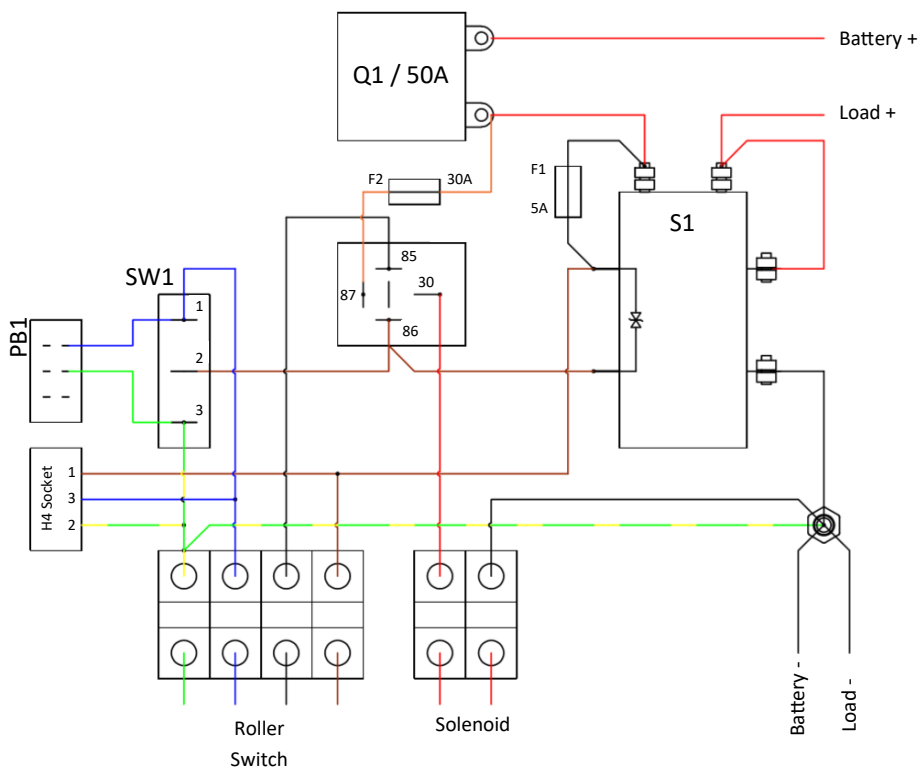 Battery +
Q1 / 50A
Load +
F2
30A
F1
5A
S1
85
SW1
87
30
1
86
PB1
2
3
H4 Socket
1
3
2
Roller
Switch
Solenoid
Battery -
Load -